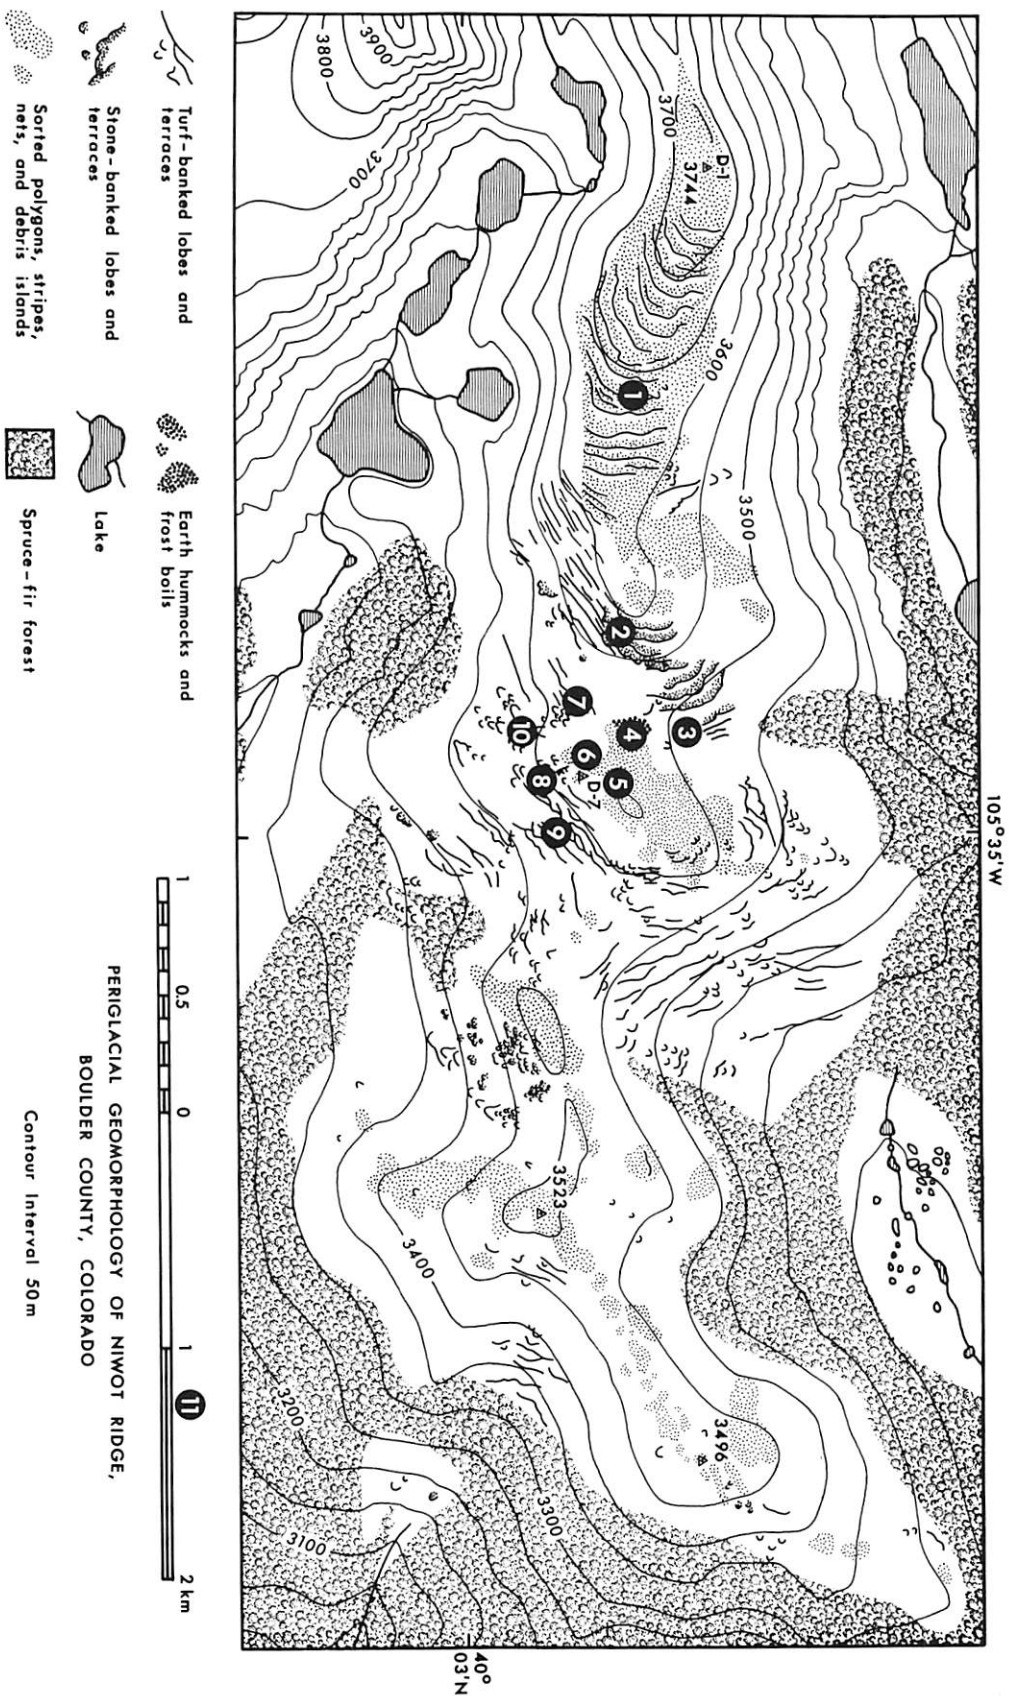 105°35'W
3900
3800
3700
3700
D-1
3744
3600
3500
1
2
3
4
5
6
7
8
9
10
D-7
3523
3400
3496
3300
3200
3100
40°
03'N
1 0.5 0 1 2 km
11
PERIGLACIAL GEOMORPHOLOGY OF NIWOT RIDGE,
BOULDER COUNTY, COLORADO
Contour Interval 50m
Turf-banked lobes and
terraces
Stone-banked lobes and
terraces
Sorted polygons, stripes,
nets, and debris islands
Earth hummocks and
frost boils
Lake
Spruce-fir forest